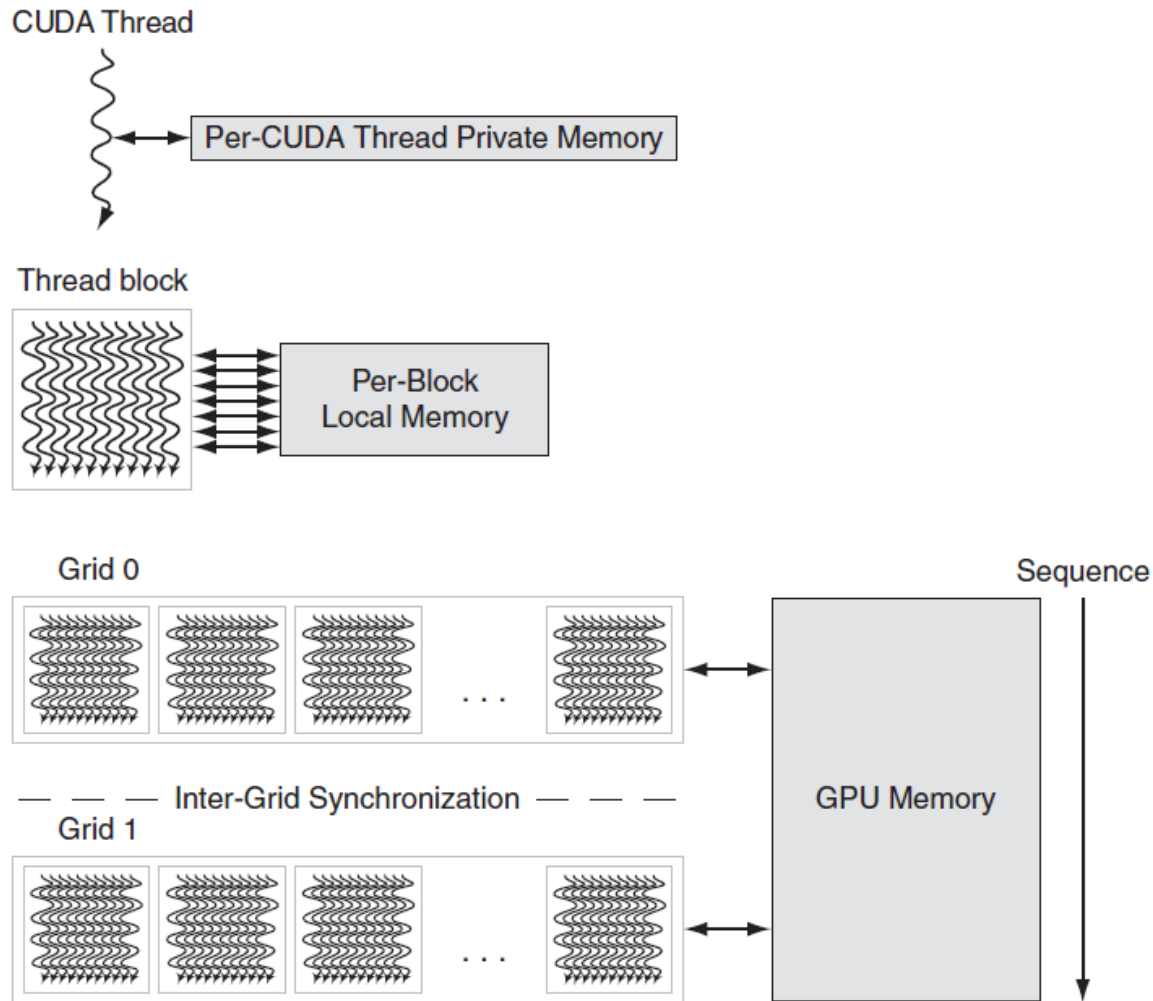 CUDA Thread
Per-CUDA Thread Private Memory
Thread block
Per-Block
Local Memory
Grid 0
Sequence
. . .
Inter-Grid Synchronization
GPU Memory
Grid 1
. . .